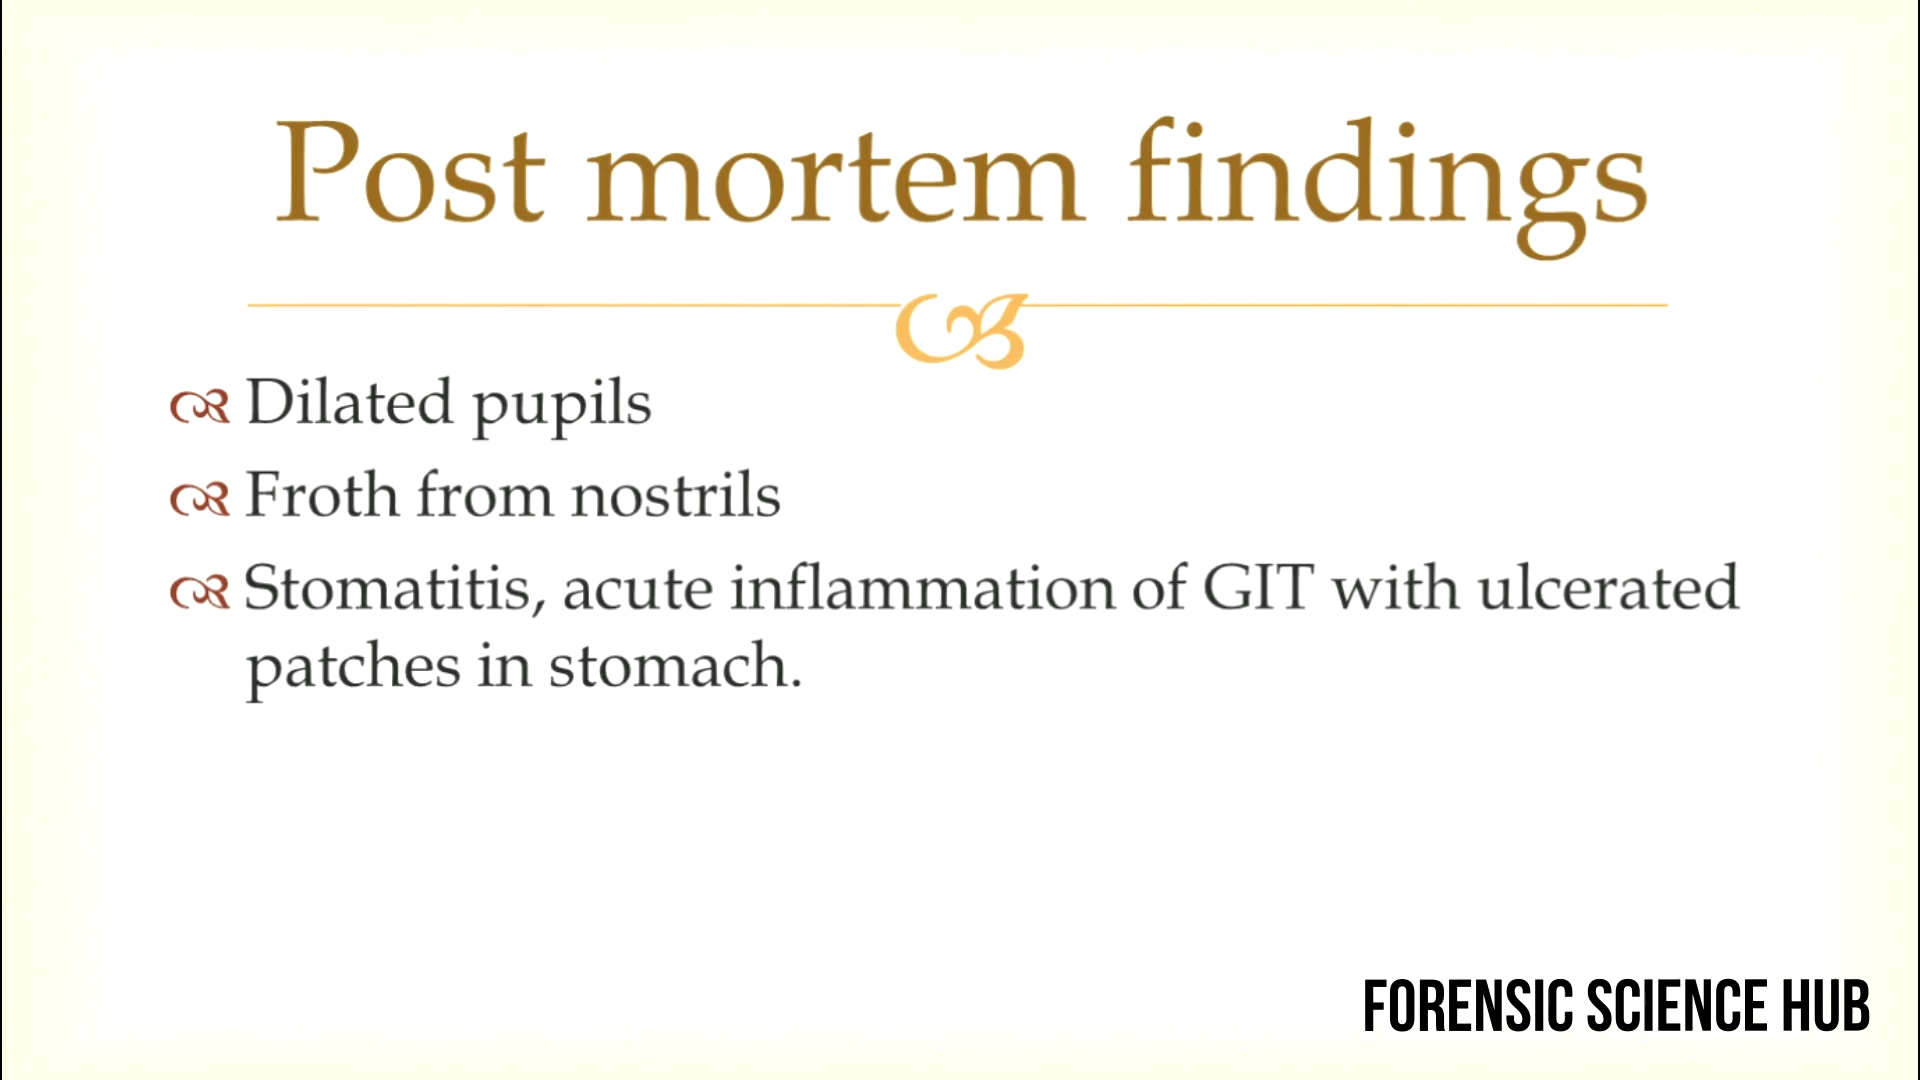 Post mortem findings
Dilated pupils
Froth from nostrils
Stomatitis, acute inflammation of GIT with ulcerated
patches in stomach.
FORENSIC SCIENCE HUB